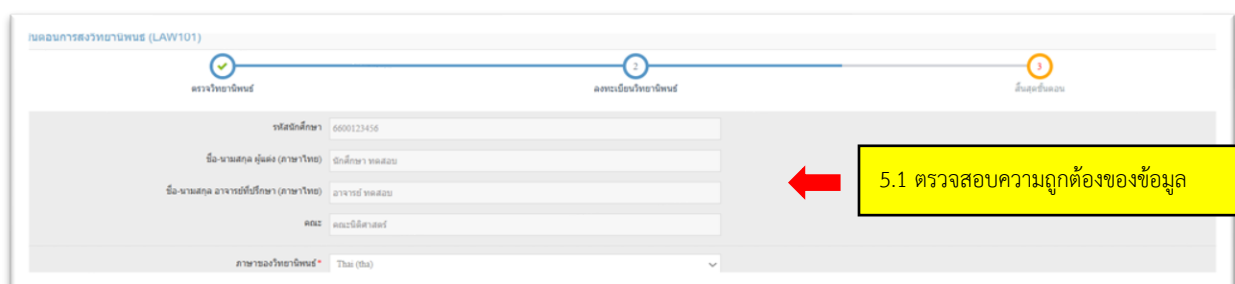 ขั้นตอนการส่งวิทยานิพนธ์ (LAW101)
2
3
ตรวจวิทยานิพนธ์
ลงทะเบียนวิทยานิพนธ์
สิ้นสุดขั้นตอน
รหัสนักศึกษา 6600123456
ชื่อ-นามสกุล ผู้แต่ง (ภาษาไทย) นักศึกษา ทดสอบ
ชื่อ-นามสกุล อาจารย์ที่ปรึกษา (ภาษาไทย) อาจารย์ ทดสอบ
5.1 ตรวจสอบความถูกต้องของข้อมูล
คณะ คณะนิติศาสตร์
ภาษาของวิทยานิพนธ์* Thai (tha)